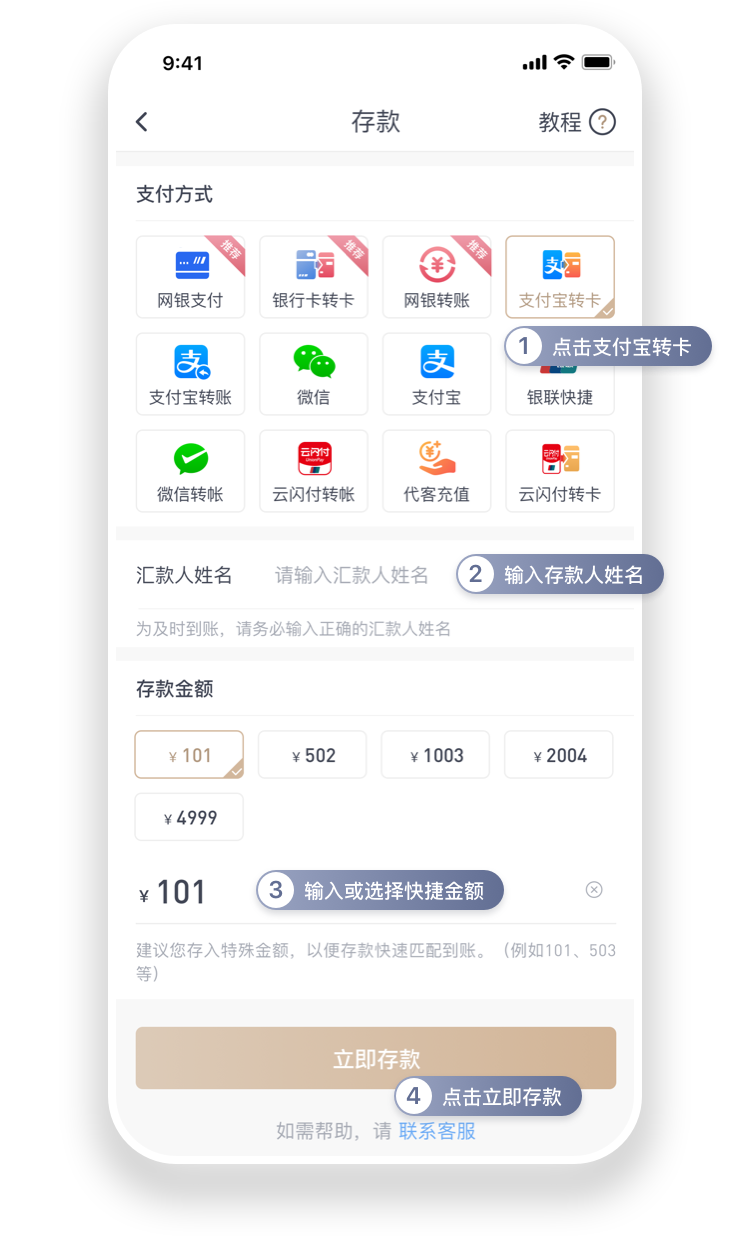 9:41
存款
教程 ?
支付方式
推荐 推荐 推荐
网银支付 银行卡转卡 网银转账 支付宝转卡
1 点击支付宝转卡
支付宝转账 微信 支付宝 银联快捷
微信转帐 云闪付转帐 代客充值 云闪付转卡
汇款人姓名 请输入汇款人姓名 2 输入存款人姓名
为及时到账，请务必输入正确的汇款人姓名
存款金额
¥ 101 ¥ 502 ¥ 1003 ¥ 2004
¥ 4999
¥ 101 3 输入或选择快捷金额
建议您存入特殊金额，以便存款快速匹配到账。（例如101、503
等）
立即存款
4 点击立即存款
如需帮助，请 联系客服